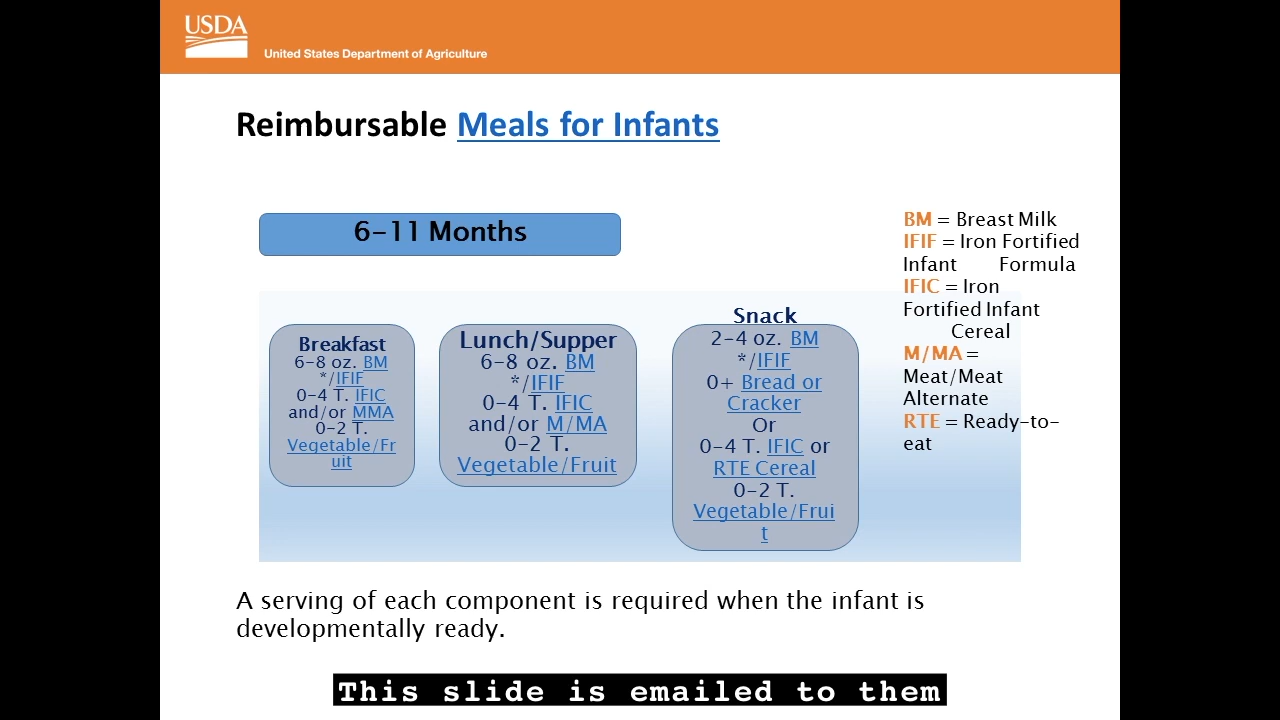 USDA
United States Department of Agriculture
Reimbursable Meals for Infants
6-11 Months
Breakfast
6-8 oz. BM
*/IFIF
0-4 T. IFIC
and/or MMA
0-2 T.
Vegetable/Fr
uit
Lunch/Supper
6-8 oz. BM
*/IFIF
0-4 T. IFIC
and/or M/MA
0-2 T.
Vegetable/Fruit
Snack
2-4 oz. BM
*/IFIF
0+ Bread or
Cracker
Or
0-4 T. IFIC or
RTE Cereal
0-2 T.
Vegetable/Frui
t
BM = Breast Milk
IFIF = Iron Fortified
Infant Formula
IFIC = Iron
Fortified Infant
Cereal
M/MA =
Meat/Meat
Alternate
RTE = Ready-to-
eat
A serving of each component is required when the infant is
developmentally ready.
This slide is emailed to them